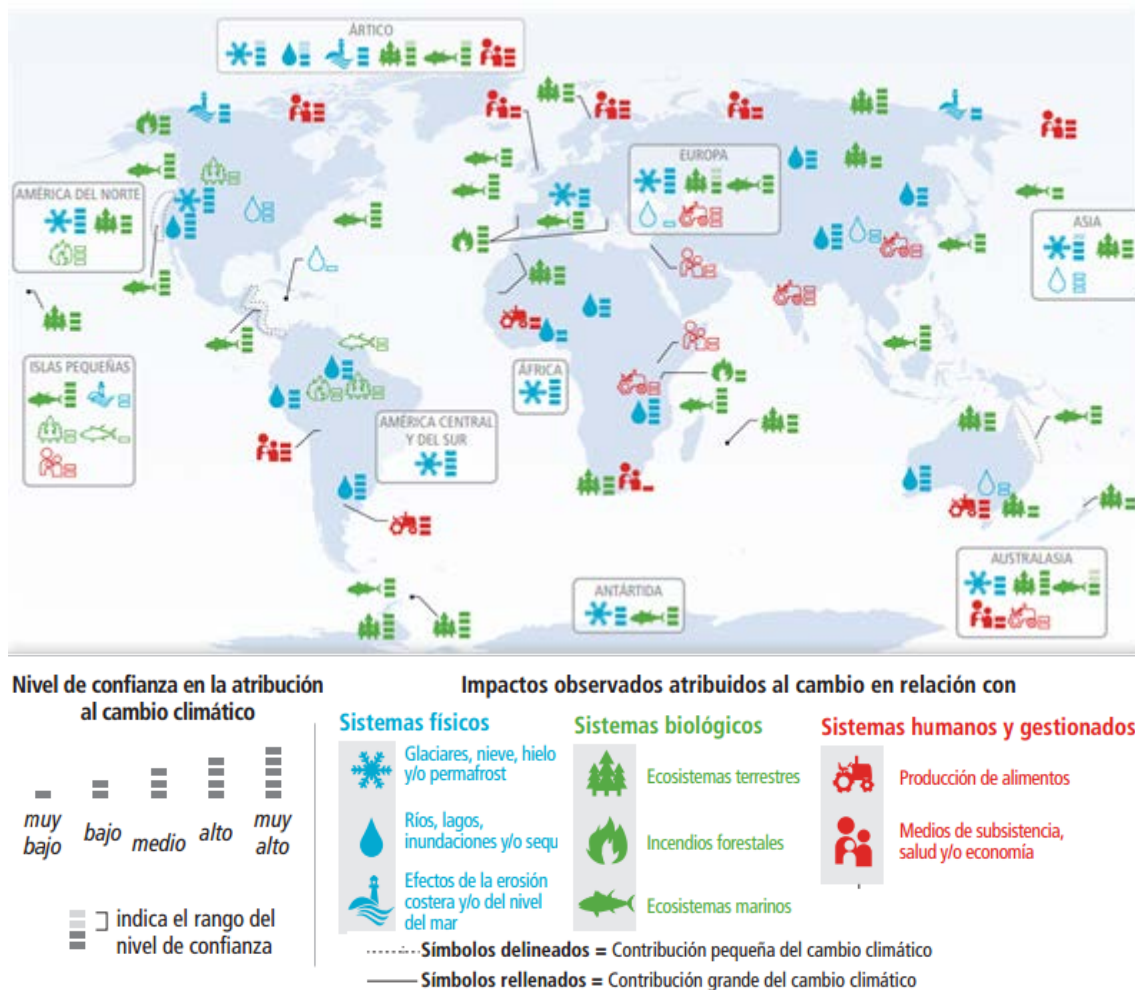 ÁRTICO
EUROPA
AMÉRICA DEL NORTE
ASIA
ISLAS PEQUEÑAS
ÁFRICA
AMÉRICA CENTRAL
Y DEL SUR
AUSTRALASIA
ANTÁRTIDA
Nivel de confianza en la atribución
al cambio climático
muy
bajo
bajo
medio
alto
muy
alto
indica el rango del
nivel de confianza
Impactos observados atribuidos al cambio en relación con
Sistemas físicos
Glaciares, nieve, hielo
y/o permafrost
Ríos, lagos,
inundaciones y/o sequ
Efectos de la erosión
costera y/o del nivel
del mar
Sistemas biológicos
Ecosistemas terrestres
Incendios forestales
Ecosistemas marinos
Sistemas humanos y gestionados
Producción de alimentos
Medios de subsistencia,
salud y/o economía
Símbolos delineados = Contribución pequeña del cambio climático
Símbolos rellenados = Contribución grande del cambio climático